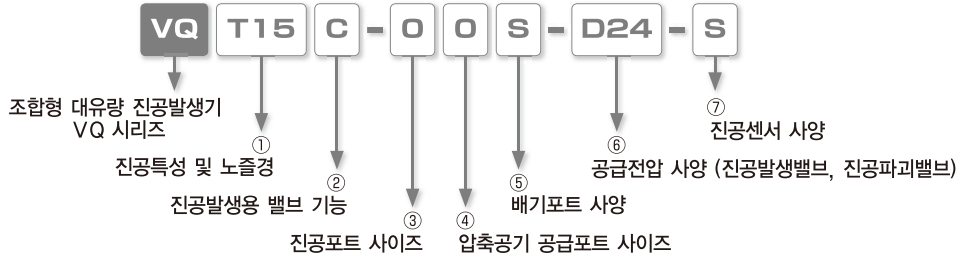 VQ T15 C - 0 0 S - D24 - S
조합형 대유량 진공발생기
VQ 시리즈
①
진공특성 및 노즐경
②
진공발생용 밸브 기능
③
진공포트 사이즈
④
압축공기 공급포트 사이즈
⑤
배기포트 사양
⑥
공급전압 사양 (진공발생밸브, 진공파괴밸브)
⑦
진공센서 사양